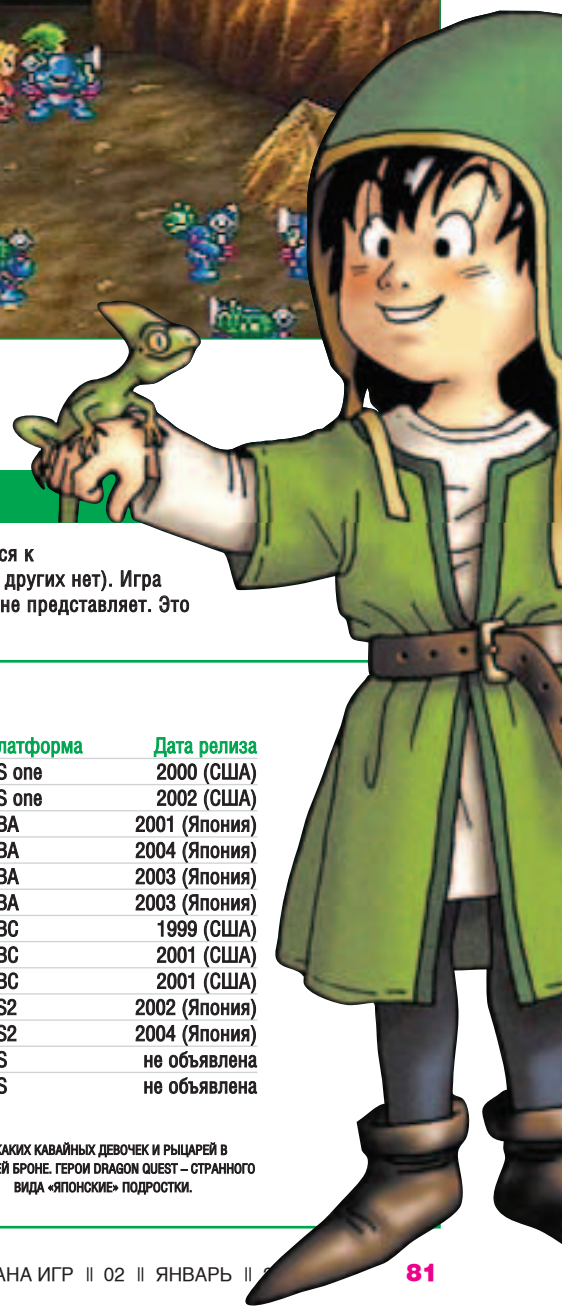 ся к
других нет). Игра
не представляет. Это
латформа Дата релиза
S one 2000 (США)
S one 2002 (США)
BA 2001 (Япония)
BA 2004 (Япония)
BA 2003 (Япония)
BA 2003 (Япония)
BC 1999 (США)
BC 2001 (США)
BC 2001 (США)
S2 2002 (Япония)
S2 2004 (Япония)
S не объявлена
S не объявлена
КАКИХ КАВАЙНЫХ ДЕВОЧЕК И РЫЦАРЕЙ В
ЕЙ БРОНЕ. ГЕРОИ DRAGON QUEST – СТРАННОГО
ВИДА «ЯПОНСКИЕ» ПОДРОСТКИ.
АНА ИГР || 02 || ЯНВАРЬ || 81